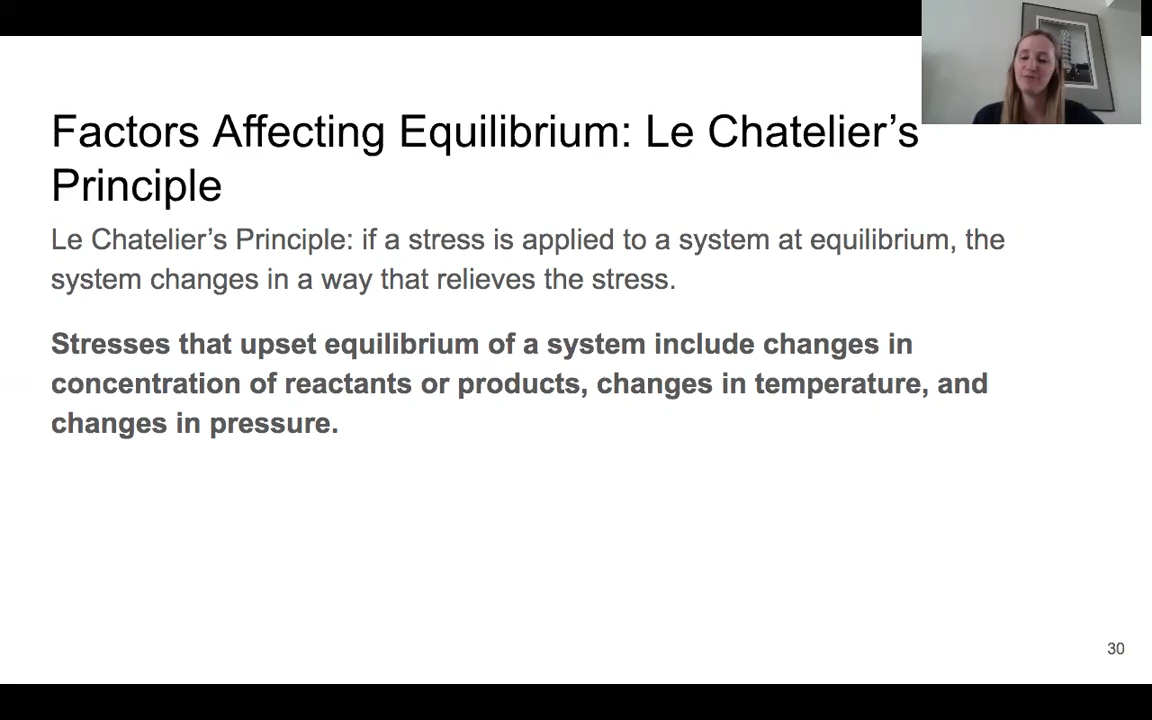 Factors Affecting Equilibrium: Le Chatelier’s
Principle
Le Chatelier’s Principle: if a stress is applied to a system at equilibrium, the
system changes in a way that relieves the stress.
Stresses that upset equilibrium of a system include changes in
concentration of reactants or products, changes in temperature, and
changes in pressure.
30